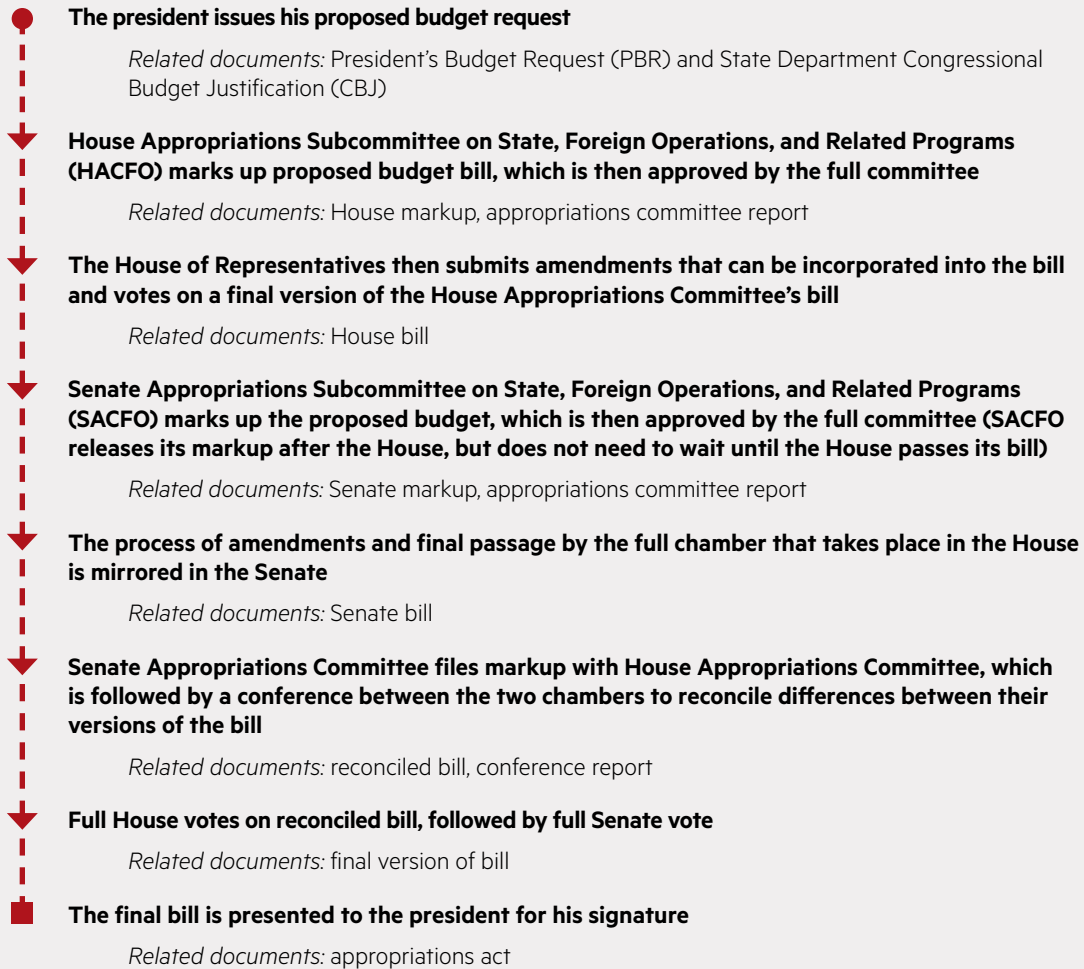 The president issues his proposed budget request
Related documents: President’s Budget Request (PBR) and State Department Congressional
Budget Justification (CBJ)
House Appropriations Subcommittee on State, Foreign Operations, and Related Programs
(HACFO) marks up proposed budget bill, which is then approved by the full committee
Related documents: House markup, appropriations committee report
The House of Representatives then submits amendments that can be incorporated into the bill
and votes on a final version of the House Appropriations Committee’s bill
Related documents: House bill
Senate Appropriations Subcommittee on State, Foreign Operations, and Related Programs
(SACFO) marks up the proposed budget, which is then approved by the full committee (SACFO
releases its markup after the House, but does not need to wait until the House passes its bill)
Related documents: Senate markup, appropriations committee report
The process of amendments and final passage by the full chamber that takes place in the House
is mirrored in the Senate
Related documents: Senate bill
Senate Appropriations Committee files markup with House Appropriations Committee, which
is followed by a conference between the two chambers to reconcile differences between their
versions of the bill
Related documents: reconciled bill, conference report
Full House votes on reconciled bill, followed by full Senate vote
Related documents: final version of bill
The final bill is presented to the president for his signature
Related documents: appropriations act